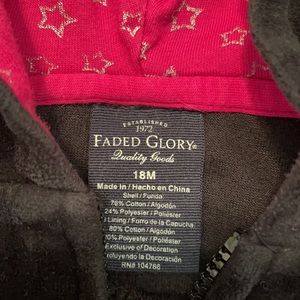 ESTABLISHED
1972
FADED GLORY®
Quality Goods
18M
Made in / Hecho en China
Shell / Funda
76% Cotton / Algodón
24% Polyester / Poliéster
Lining / Forro de la Capucha
80% Cotton / Algodón
20% Polyester / Poliéster
Exclusive of Decoration
cluyendo la Decoración
RN# 104766